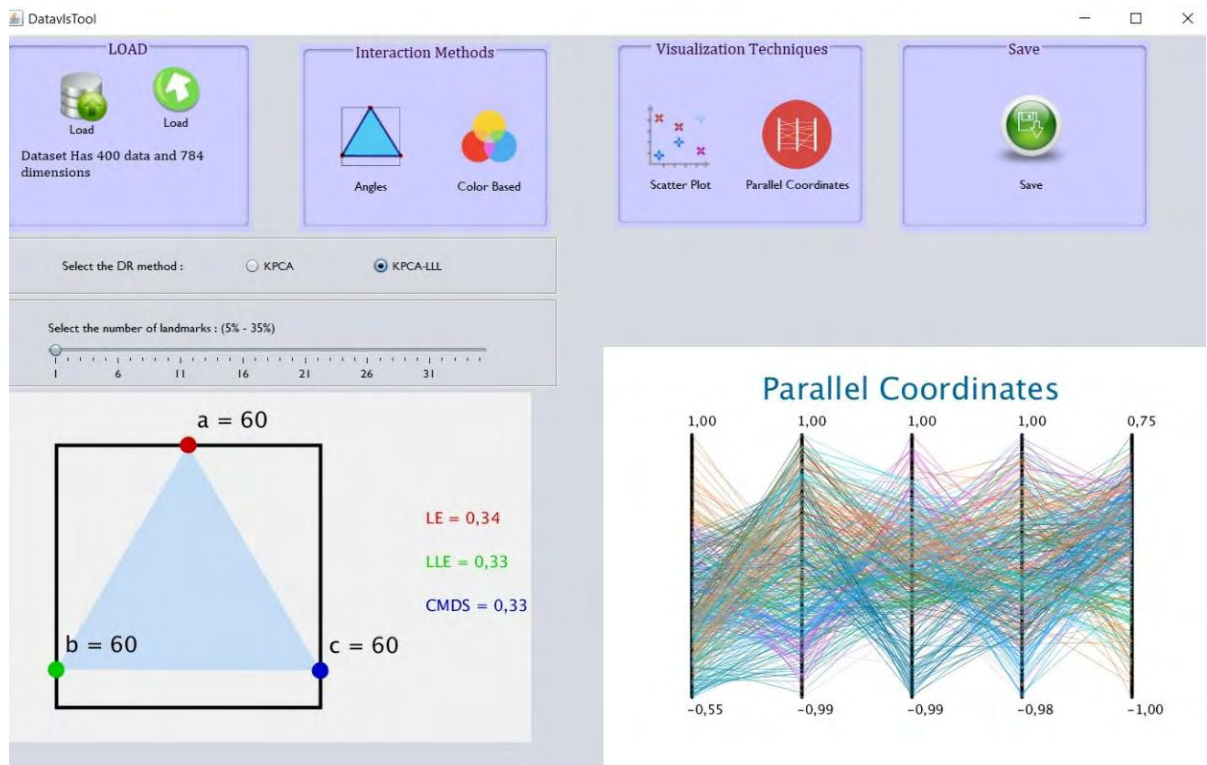 DatavIsTool
LOAD
Interaction Methods
Visualization Techniques
Save
Load
Load
Dataset Has 400 data and 784
dimensions
Angles
Color Based
Scatter Plot
Parallel Coordinates
Save
Select the DR method :
KPCA
KPCA-LLL
Select the number of landmarks : (5% - 35%)
1 6 11 16 21 26 31
a = 60
LE = 0,34
LLE = 0,33
CMDS = 0,33
b = 60
c = 60
Parallel Coordinates
1,00 1,00 1,00 1,00 0,75
-0,55 -0,99 -0,99 -0,98 -1,00